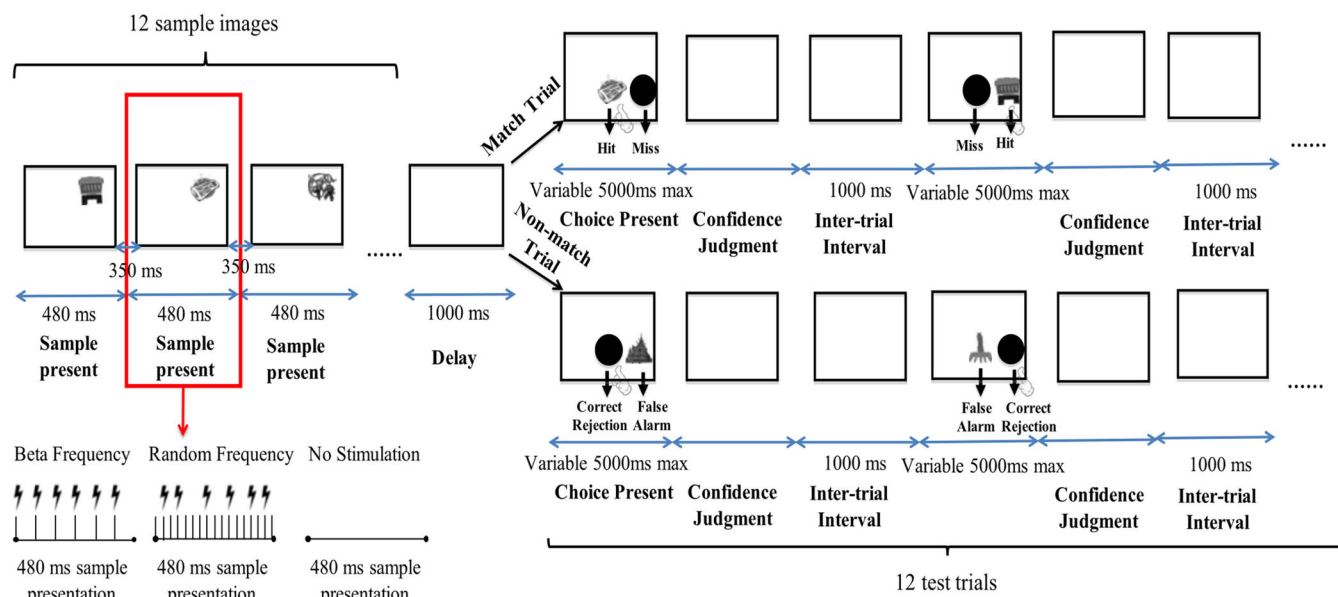 12 sample images
350 ms
350 ms
480 ms
Sample
present
480 ms
Sample
present
480 ms
Sample
present
......
1000 ms
Delay
Beta Frequency
480 ms sample
presentation
Random Frequency
480 ms sample
presentation
No Stimulation
480 ms sample
presentation
Match Trial
Hit
Miss
Miss
Hit
......
Variable 5000ms max
Choice Present
Confidence
Judgment
1000 ms
Inter-trial
Interval
Variable 5000ms max
Confidence
Judgment
1000 ms
Inter-trial
Interval
Non-match
Trial
Correct
Rejection
False
Alarm
False
Alarm
Correct
Rejection
......
Variable 5000ms max
Choice Present
Confidence
Judgment
1000 ms
Inter-trial
Interval
Variable 5000ms max
Confidence
Judgment
1000 ms
Inter-trial
Interval
12 test trials